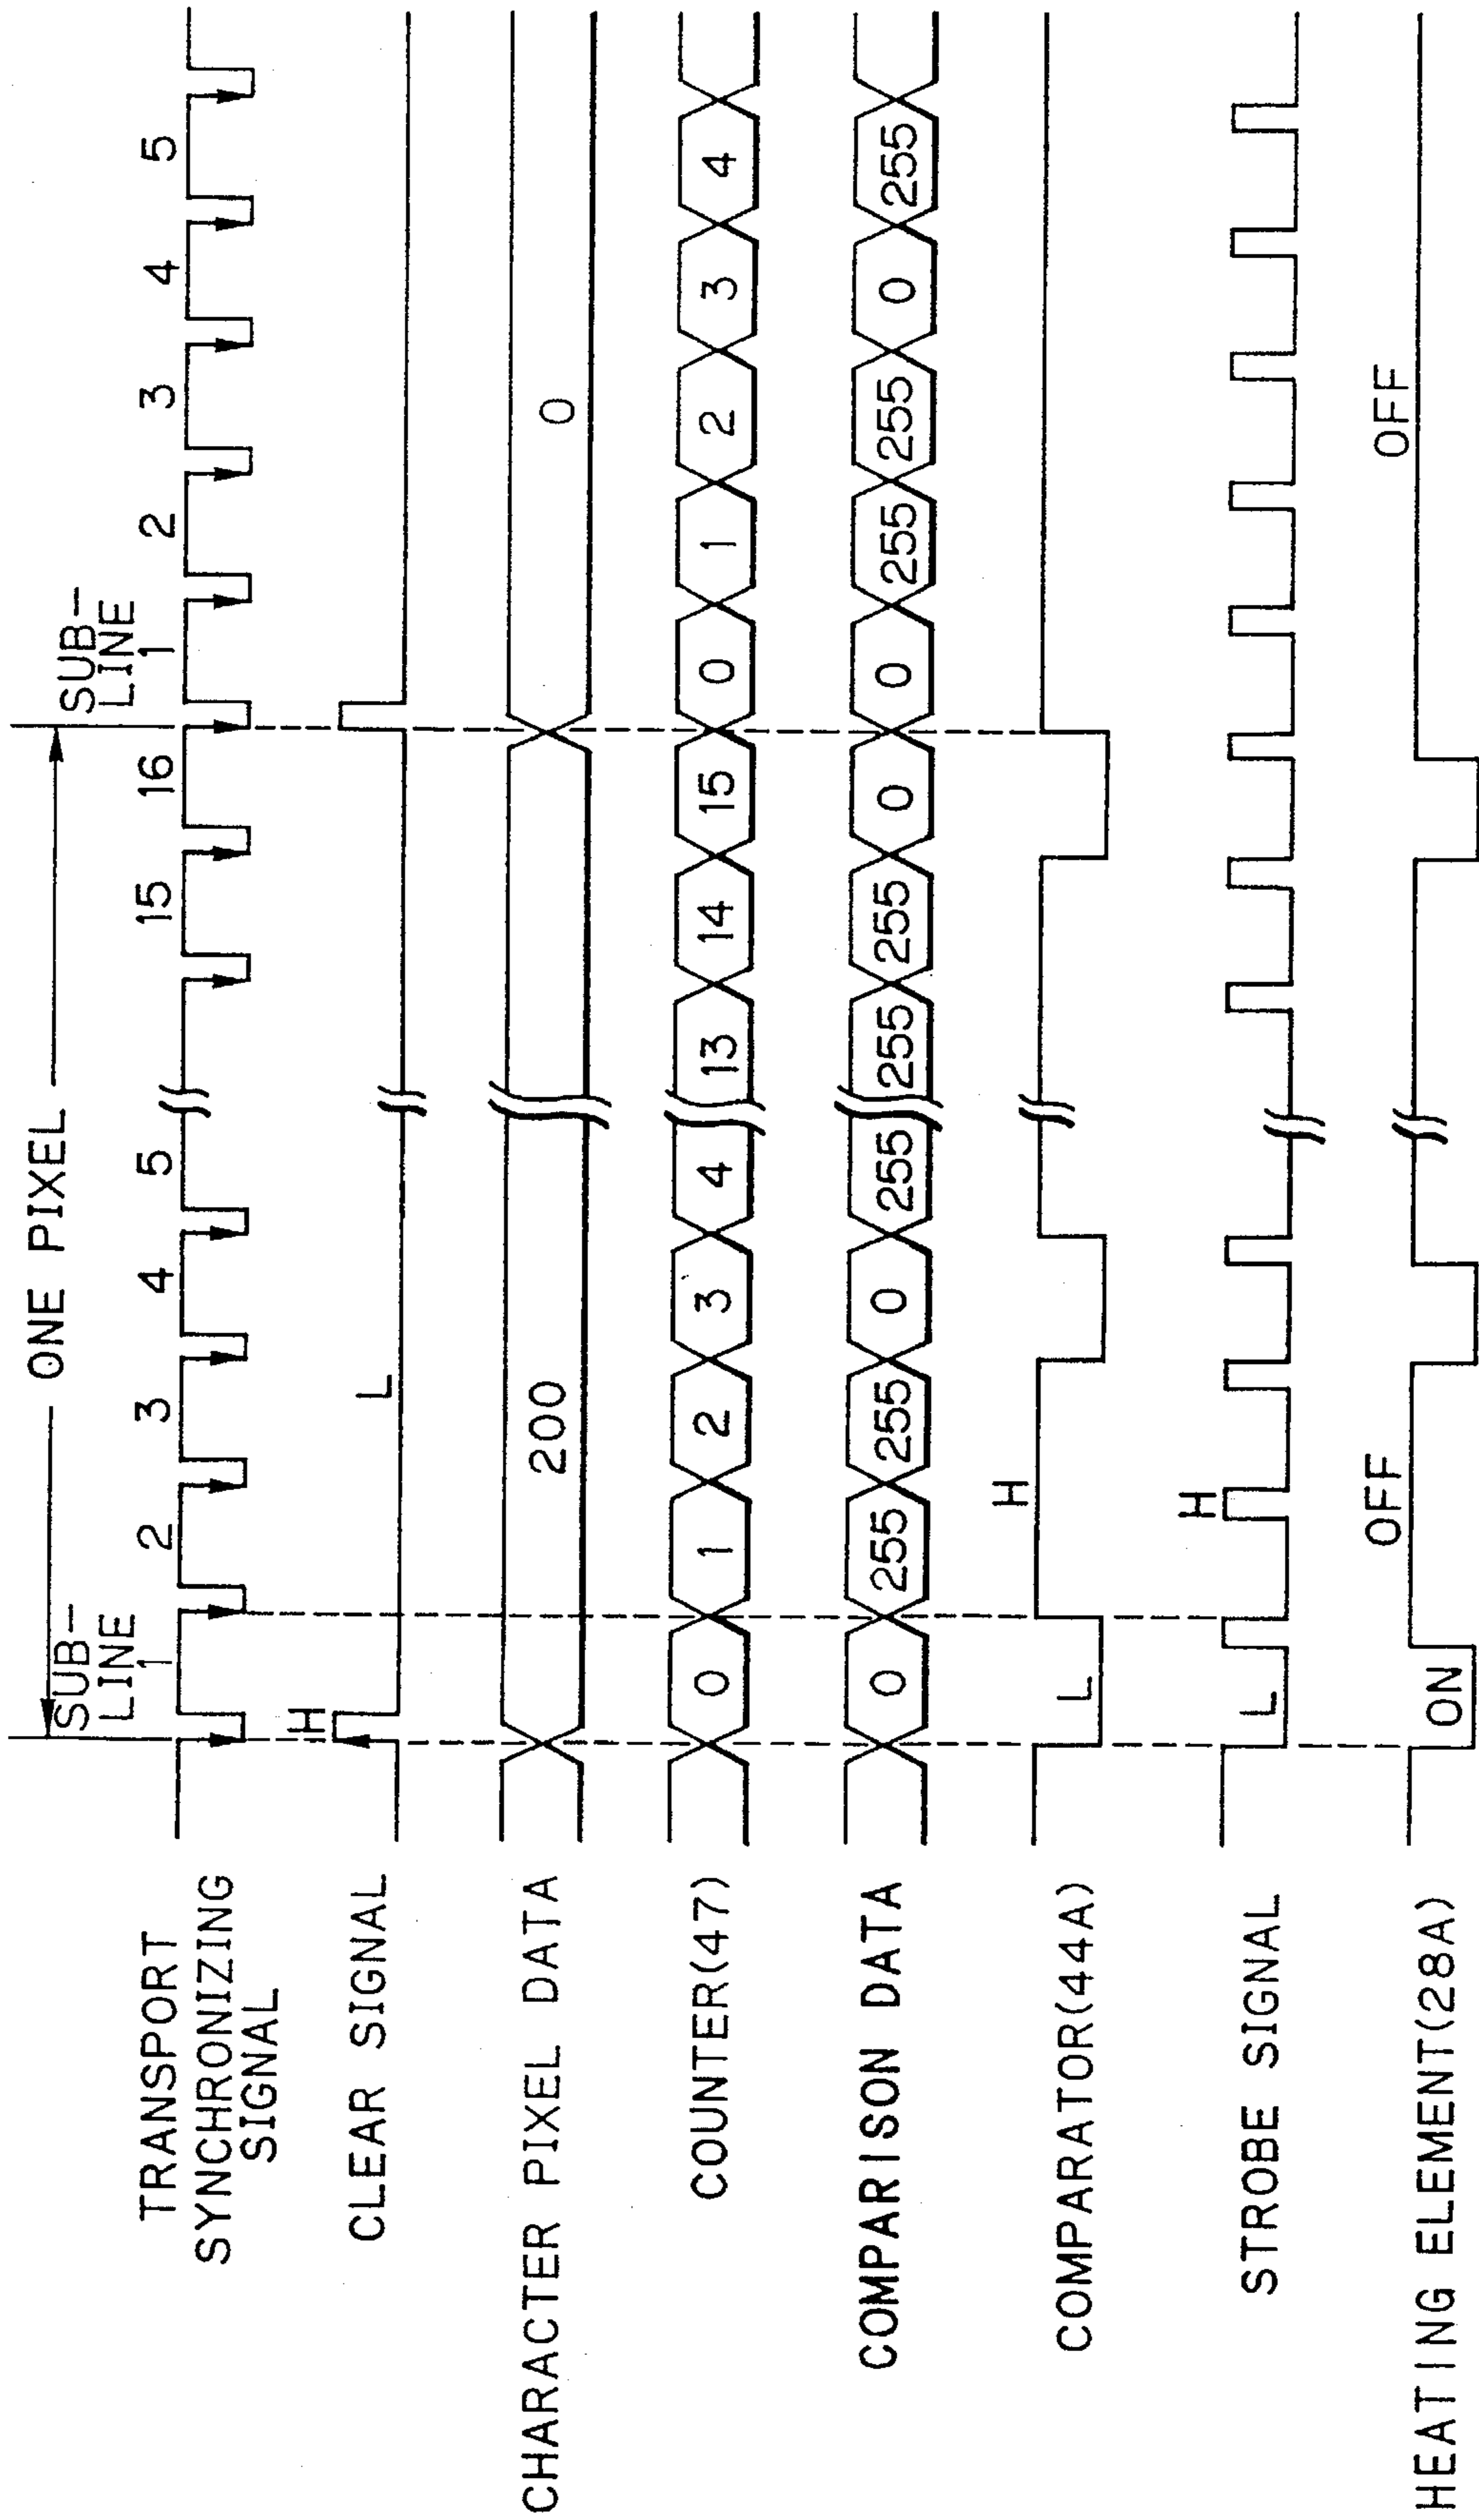 ONE PIXEL
SUB-
LINE
SUB-
LINE
TRANSPORT
SYNCHRONIZING
SIGNAL
1 2 3 4 5 15 16 1 2 3 4 5
CLEAR SIGNAL
H L
CHARACTER PIXEL DATA
200 0
COUNTER(47)
0 1 2 3 4 13 14 15 0 1 2 3 4
COMPARISON DATA
0 255 255 0 255 255 255 0 0 255 255 0 255
COMPARATOR(44A)
L H
STROBE SIGNAL
L H
HEATING ELEMENT(28A)
ON OFF OFF